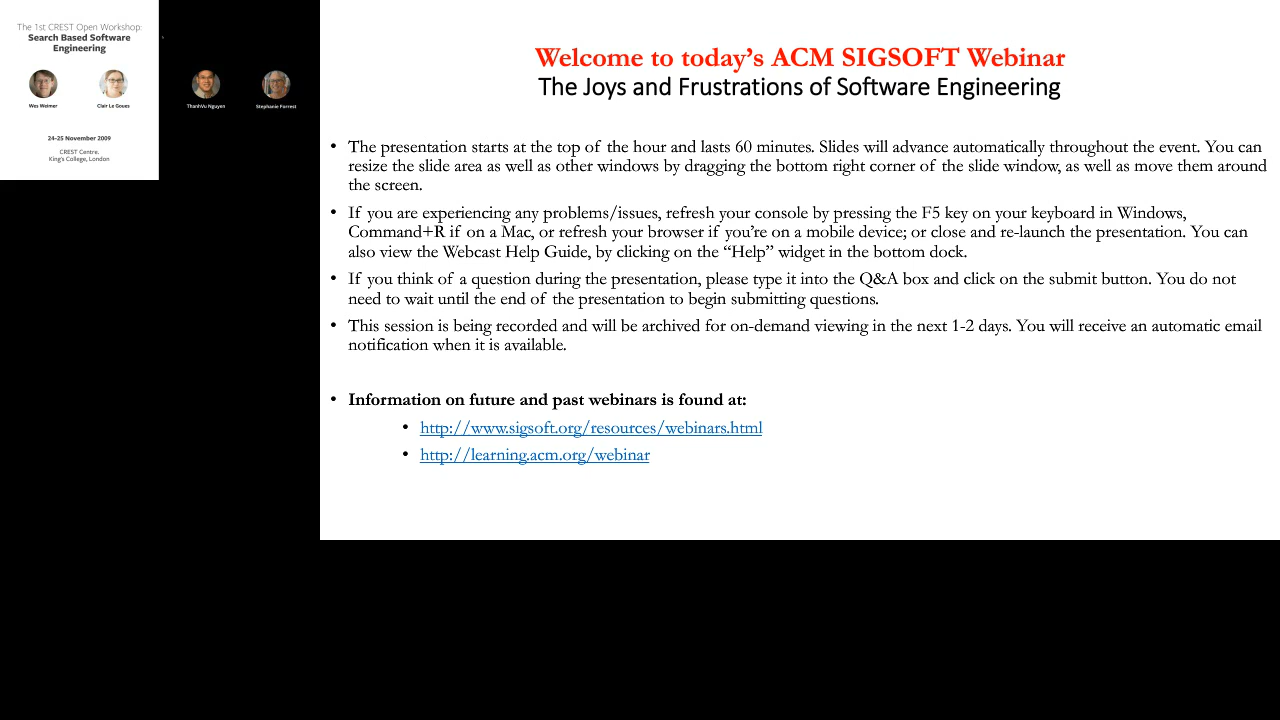 The 1st CREST Open Workshop:
Search Based Software
Engineering
Wes Weimer
Clair Le Goues
ThanhVu Nguyen
Stephanie Forrest
24-25 November 2009
CREST Centre,
King's College, London
Welcome to today’s ACM SIGSOFT Webinar
The Joys and Frustrations of Software Engineering
• The presentation starts at the top of the hour and lasts 60 minutes. Slides will advance automatically throughout the event. You can
resize the slide area as well as other windows by dragging the bottom right corner of the slide window, as well as move them around
the screen.
• If you are experiencing any problems/issues, refresh your console by pressing the F5 key on your keyboard in Windows,
Command+R if on a Mac, or refresh your browser if you’re on a mobile device; or close and re-launch the presentation. You can
also view the Webcast Help Guide, by clicking on the “Help” widget in the bottom dock.
• If you think of a question during the presentation, please type it into the Q&A box and click on the submit button. You do not
need to wait until the end of the presentation to begin submitting questions.
• This session is being recorded and will be archived for on-demand viewing in the next 1-2 days. You will receive an automatic email
notification when it is available.
• Information on future and past webinars is found at:
• http://www.sigsoft.org/resources/webinars.html
• http://learning.acm.org/webinar